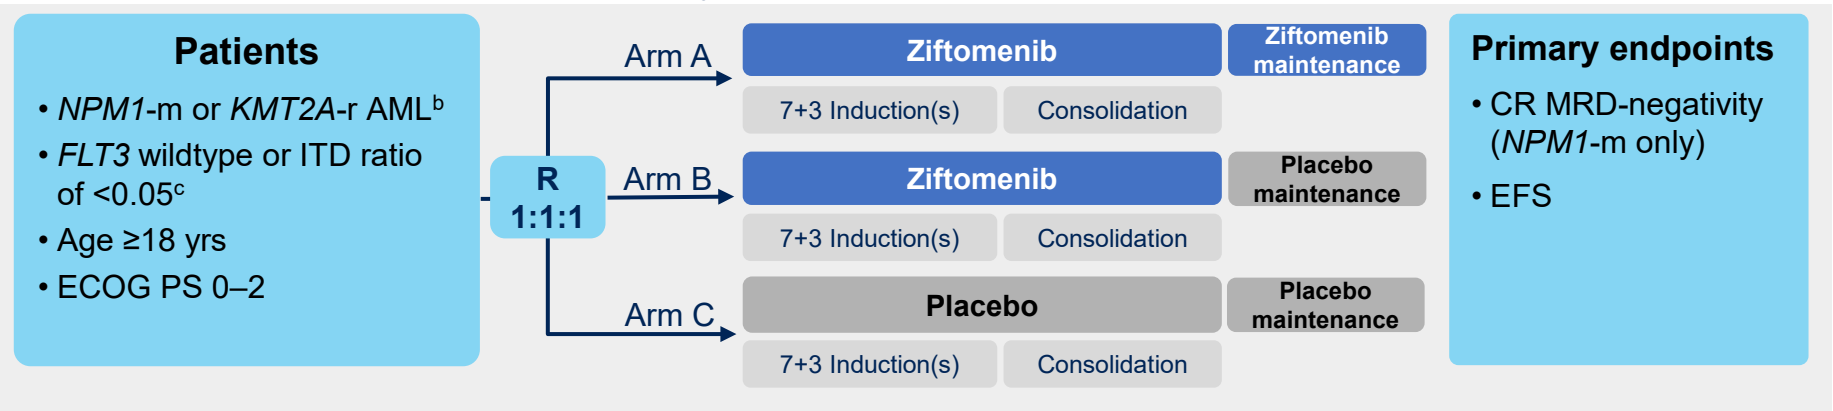 Patients
• NPM1-m or KMT2A-r AMLᵇ
• FLT3 wildtype or ITD ratio
of <0.05ᶜ
• Age ≥18 yrs
• ECOG PS 0–2
R
1:1:1
Arm A
Ziftomenib
Ziftomenib
maintenance
7+3 Induction(s)
Consolidation
Arm B
Ziftomenib
Placebo
maintenance
7+3 Induction(s)
Consolidation
Arm C
Placebo
Placebo
maintenance
7+3 Induction(s)
Consolidation
Primary endpoints
• CR MRD-negativity
(NPM1-m only)
• EFS